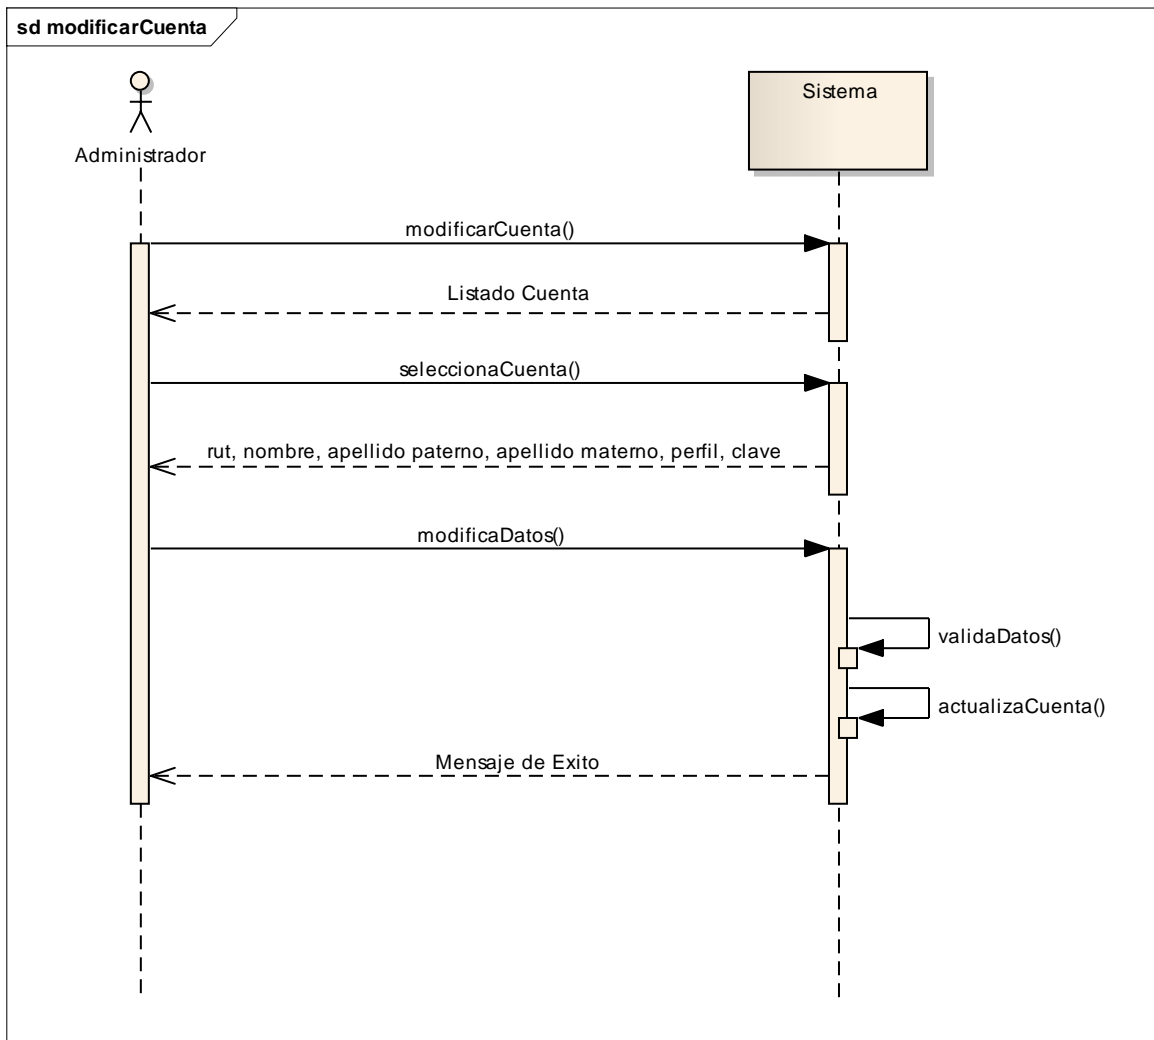 sd modificarCuenta
Administrador
Sistema
modificarCuenta()
Listado Cuenta
seleccionaCuenta()
rut, nombre, apellido paterno, apellido materno, perfil, clave
modificaDatos()
validaDatos()
actualizaCuenta()
Mensaje de Exito